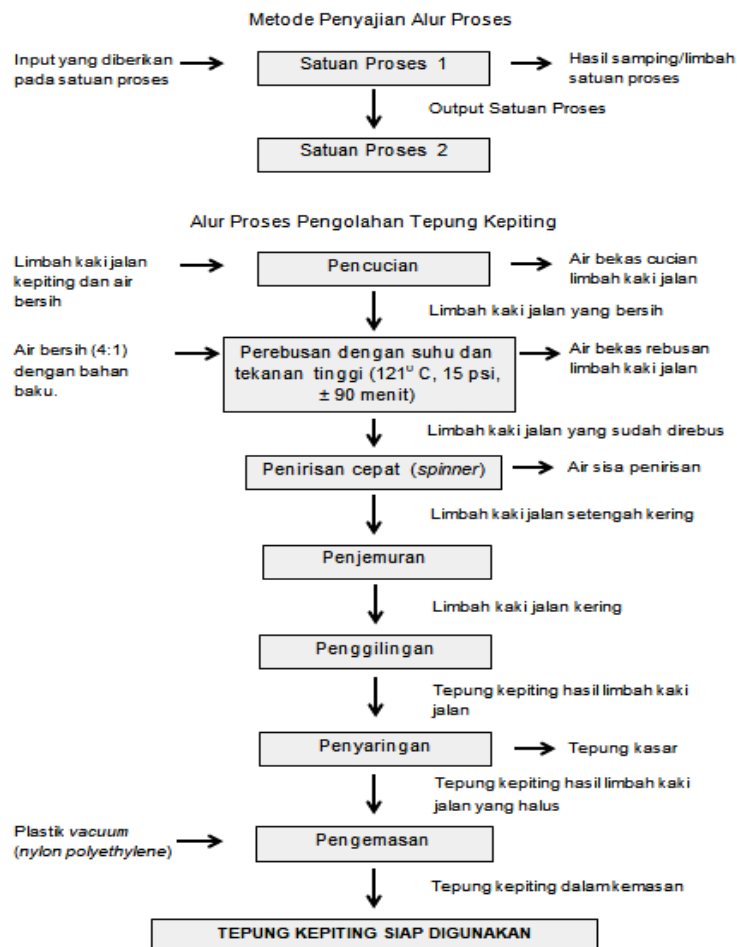 Metode Penyajian Alur Proses
Input yang diberikan
pada satuan proses
Satuan Proses 1
Hasil samping/limbah
satuan proses
Output Satuan Proses
Satuan Proses 2
Alur Proses Pengolahan Tepung Kepiting
Limbah kaki jalan
kepiting dan air
bersih
Pencucian
Air bekas cucian
limbah kaki jalan
Limbah kaki jalan yang bersih
Air bersih (4:1)
dengan bahan
baku.
Perebusan dengan suhu dan
tekanan tinggi (121° C, 15 psi,
± 90 menit)
Air bekas rebusan
limbah kaki jalan
Limbah kaki jalan yang sudah direbus
Penirisan cepat (spinner)
Air sisa penirisan
Limbah kaki jalan setengah kering
Penjemuran
Limbah kaki jalan kering
Penggilingan
Tepung kepiting hasil limbah kaki
jalan
Penyaringan
Tepung kasar
Tepung kepiting hasil limbah kaki
jalan yang halus
Plastik vacuum
(nylon polyethylene)
Pengemasan
Tepung kepiting dalam kemasan
TEPUNG KEPITING SIAP DIGUNAKAN